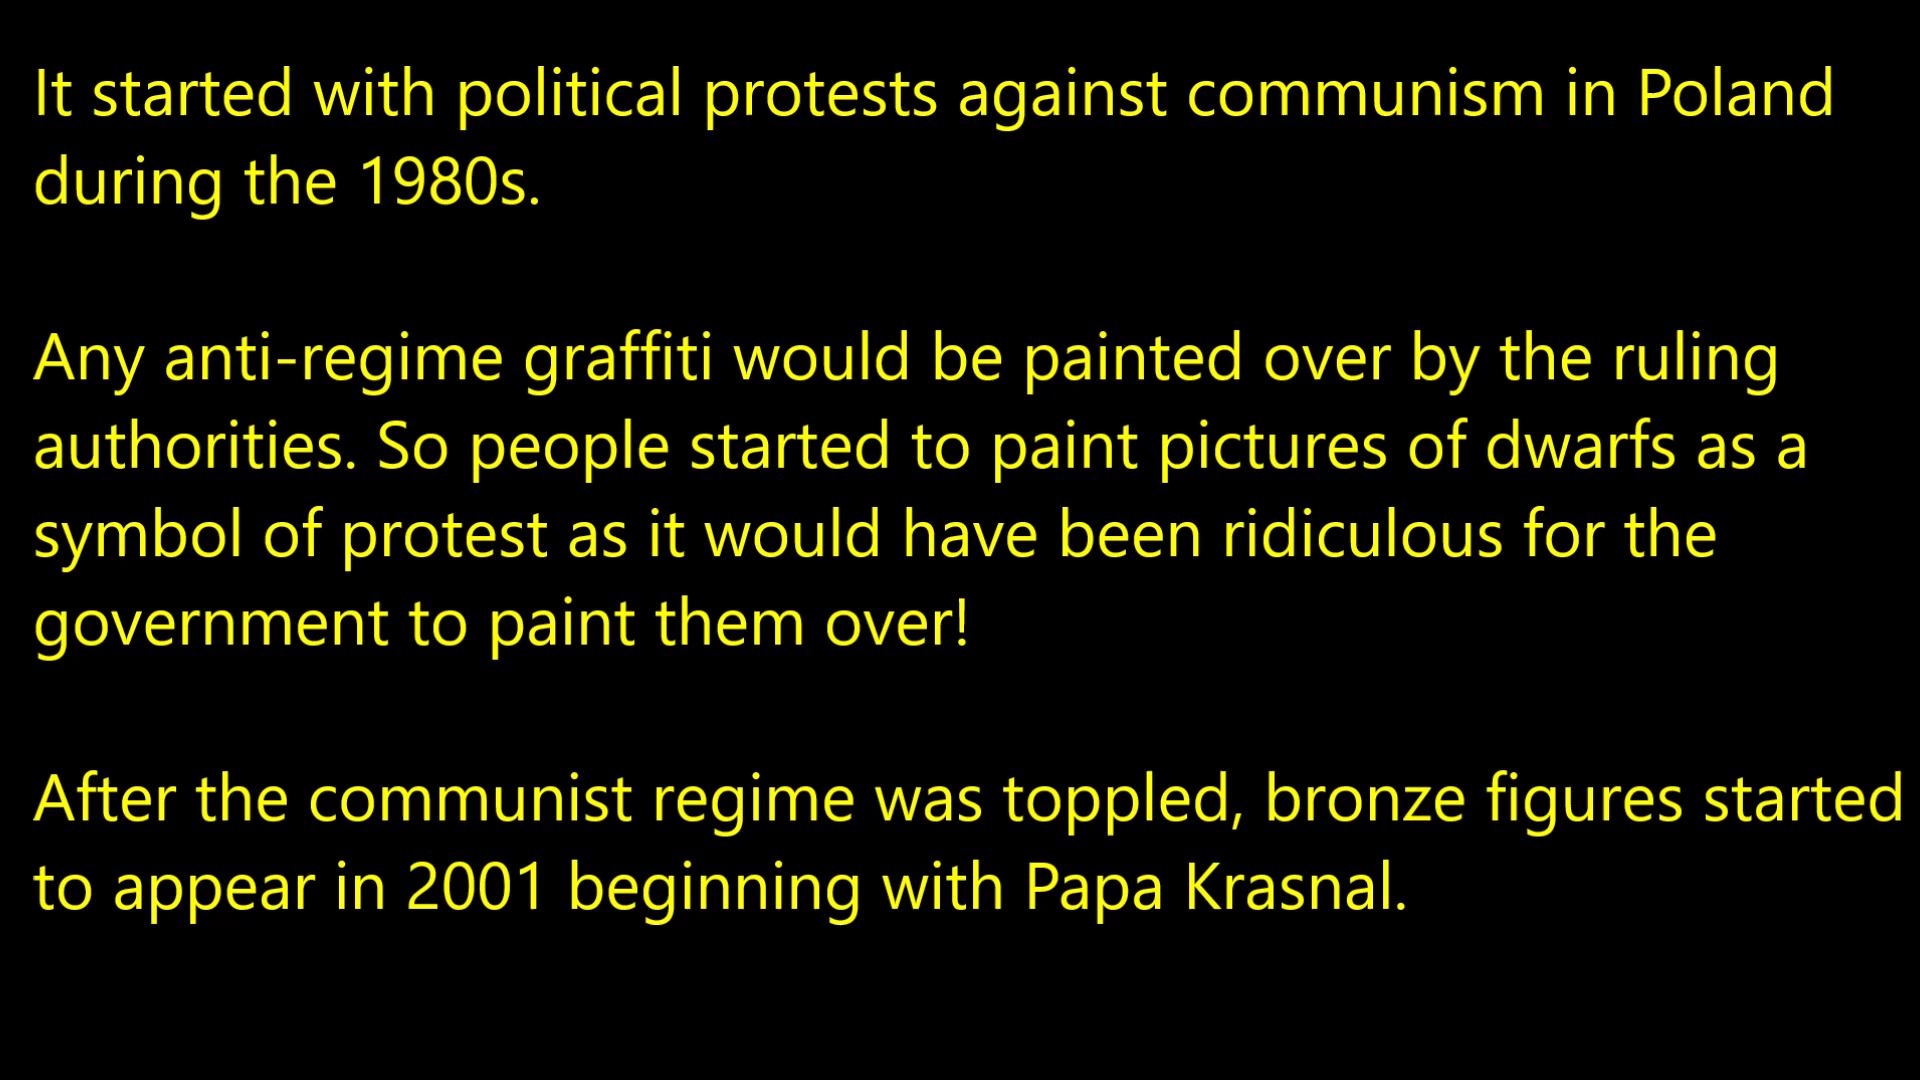 It started with political protests against communism in Poland
during the 1980s.
Any anti-regime graffiti would be painted over by the ruling
authorities. So people started to paint pictures of dwarfs as a
symbol of protest as it would have been ridiculous for the
government to paint them over!
After the communist regime was toppled, bronze figures started
to appear in 2001 beginning with Papa Krasnal.